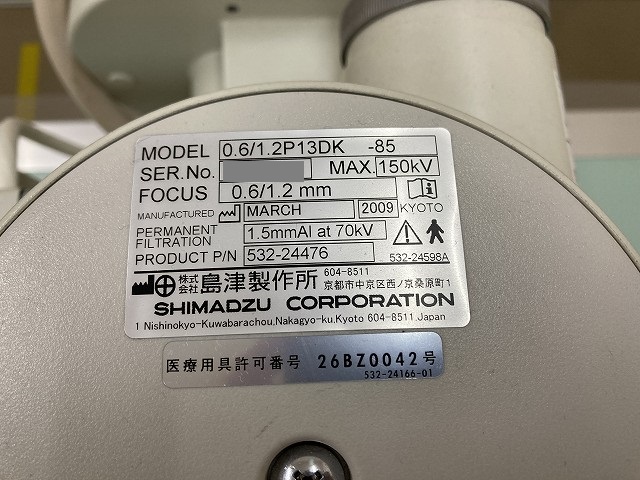 MODEL 0.6/1.2P13DK -85
SER.No. MAX. 150kV
FOCUS 0.6/1.2 mm
MANUFACTURED MARCH 2009 KYOTO
PERMANENT FILTRATION 1.5mmAl at 70kV
PRODUCT P/N 532-24476 532-24598A
株式会社 島津製作所 604-8511 京都市中京区西ノ京桑原町1
SHIMADZU CORPORATION
1 Nishinokyo-Kuwabarachou,Nakagyo-ku,Kyoto 604-8511,Japan
医療用具許可番号 26BZ0042号
532-24166-01